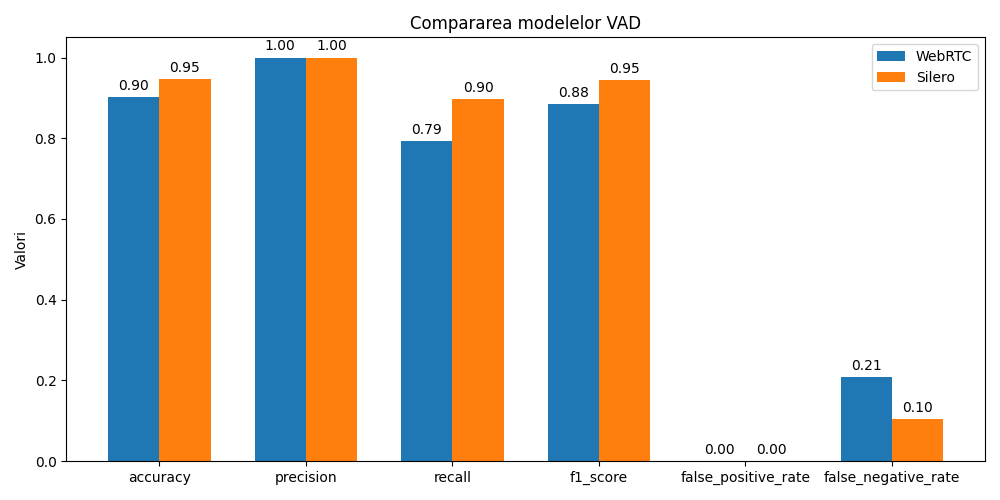 Compararea modelelor VAD
WebRTC
Silero
Valori
1.0
0.8
0.6
0.4
0.2
0.0
0.90
0.95
1.00
1.00
0.79
0.90
0.88
0.95
0.00
0.00
0.21
0.10
accuracy
precision
recall
f1_score
false_positive_rate
false_negative_rate